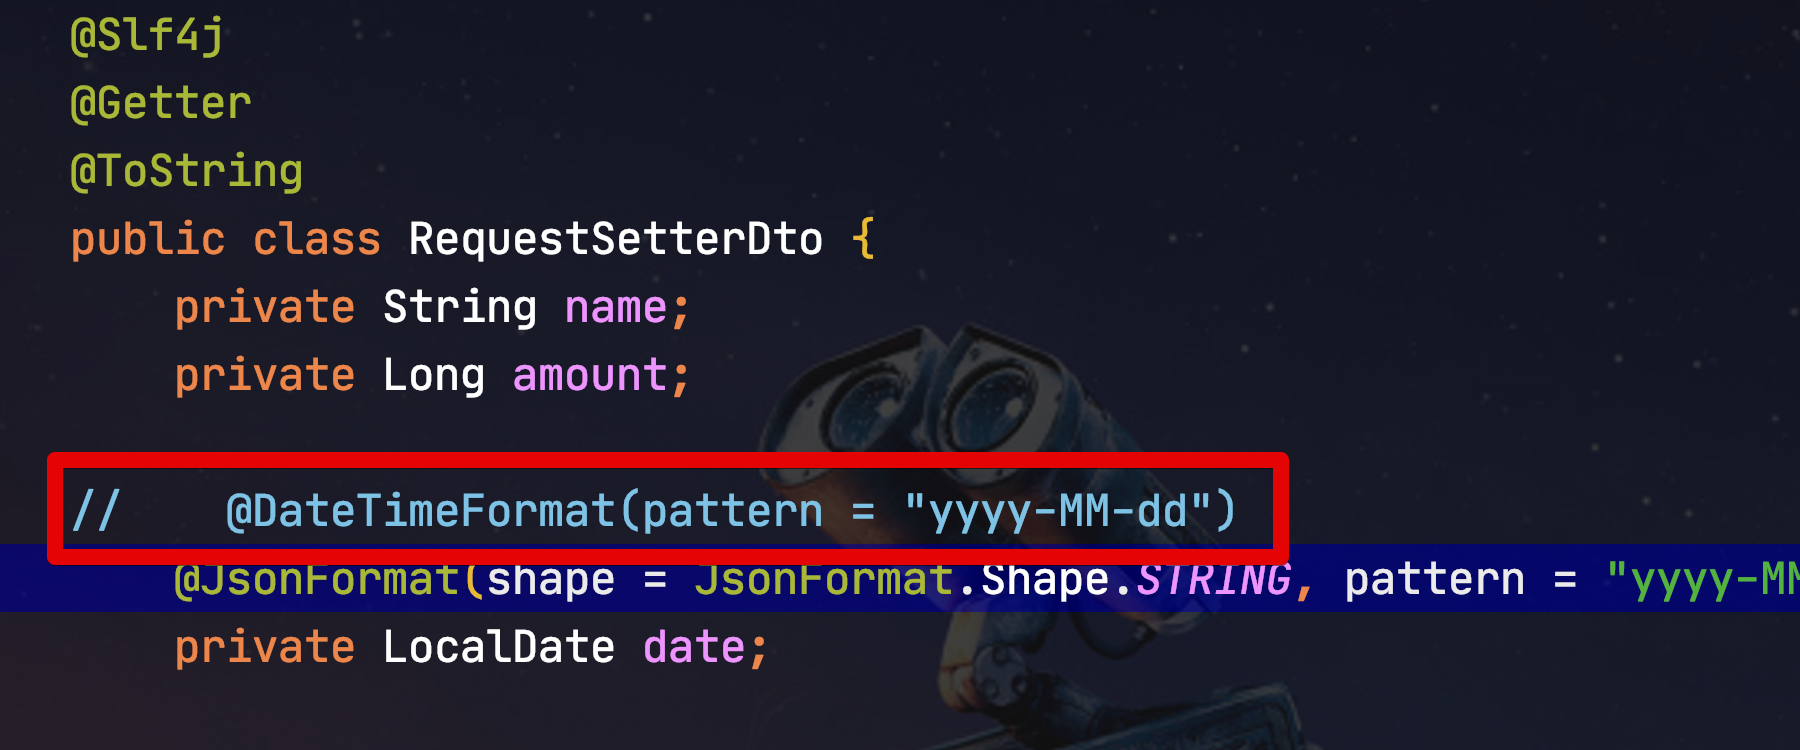 @Slf4j
@Getter
@ToString
public class RequestSetterDto {
private String name;
private Long amount;
// @DateTimeFormat(pattern = "yyyy-MM-dd")
@JsonFormat(shape = JsonFormat.Shape.STRING, pattern = "yyyy-MM
private LocalDate date;